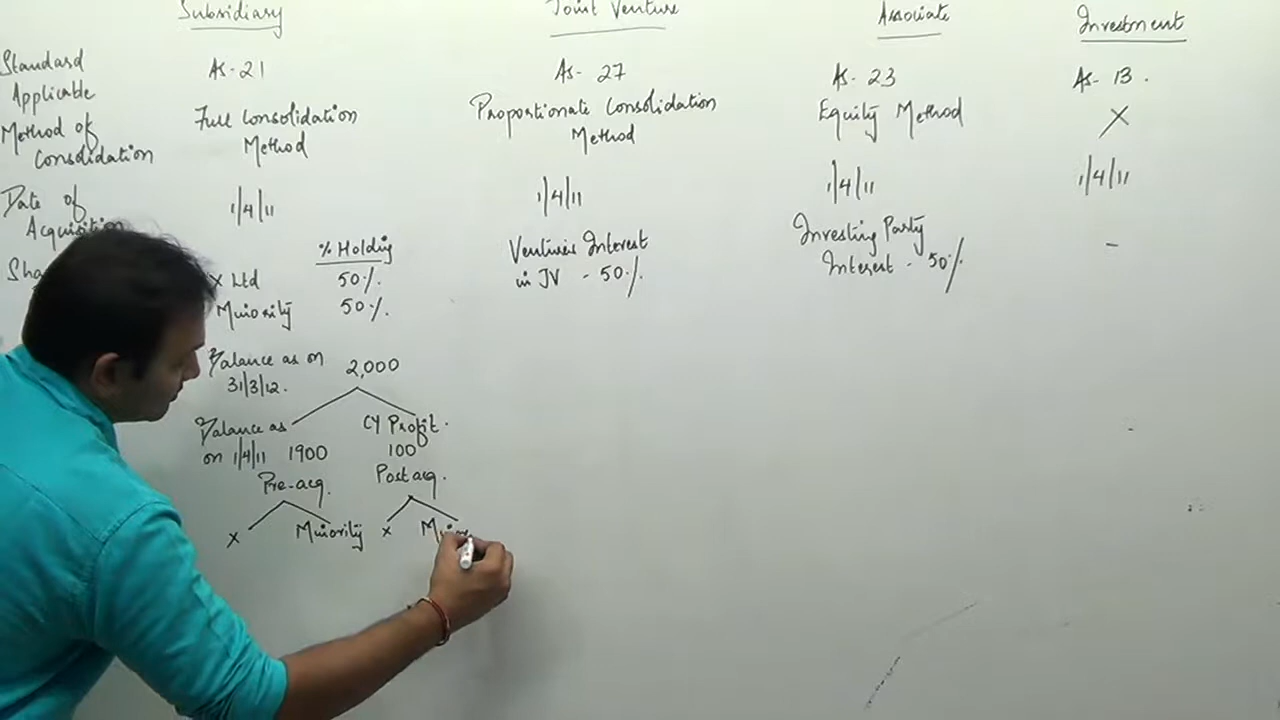 Subsidiary
Joint Venture
Associate
Investment
Standard Applicable
AS-21
AS- 27
AS- 23
AS- 13.
Method of Consolidation
Full Consolidation Method
Proportionate Consolidation Method
Equity Method
X
Date of Acquisition
1/4/11
1/4/11
1/4/11
1/4/11
% Holding
X Ltd 50%
Minority 50%
Venturer's Interest
in JV - 50%
Investing Party
Interest - 50%
-
Balance as on 2,000
31/3/12.
Balance as
on 1/4/11 1900
Pre-acq.
CY Profit.
100
Post acq.
X Minority
X